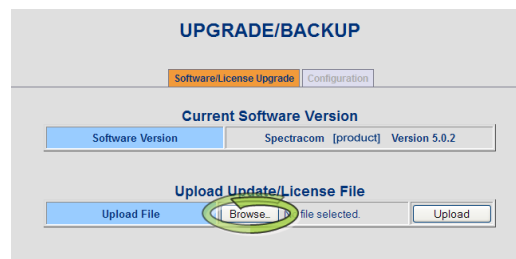 UPGRADE/BACKUP
Software/License Upgrade Configuration
Current Software Version
Software Version Spectracom [product] Version 5.0.2
Upload Update/License File
Upload File Browse... file selected. Upload